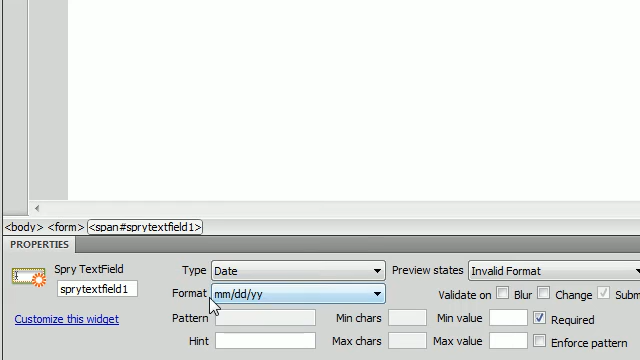 <body> <form> <span#sprytextfield1>
PROPERTIES
Spry TextField Type Date Preview states Invalid Format
sprytextfield1 Format mm/dd/yy Validate on Blur Change Subm
Customize this widget Pattern Min chars Min value Required
Hint Max chars Max value Enforce pattern